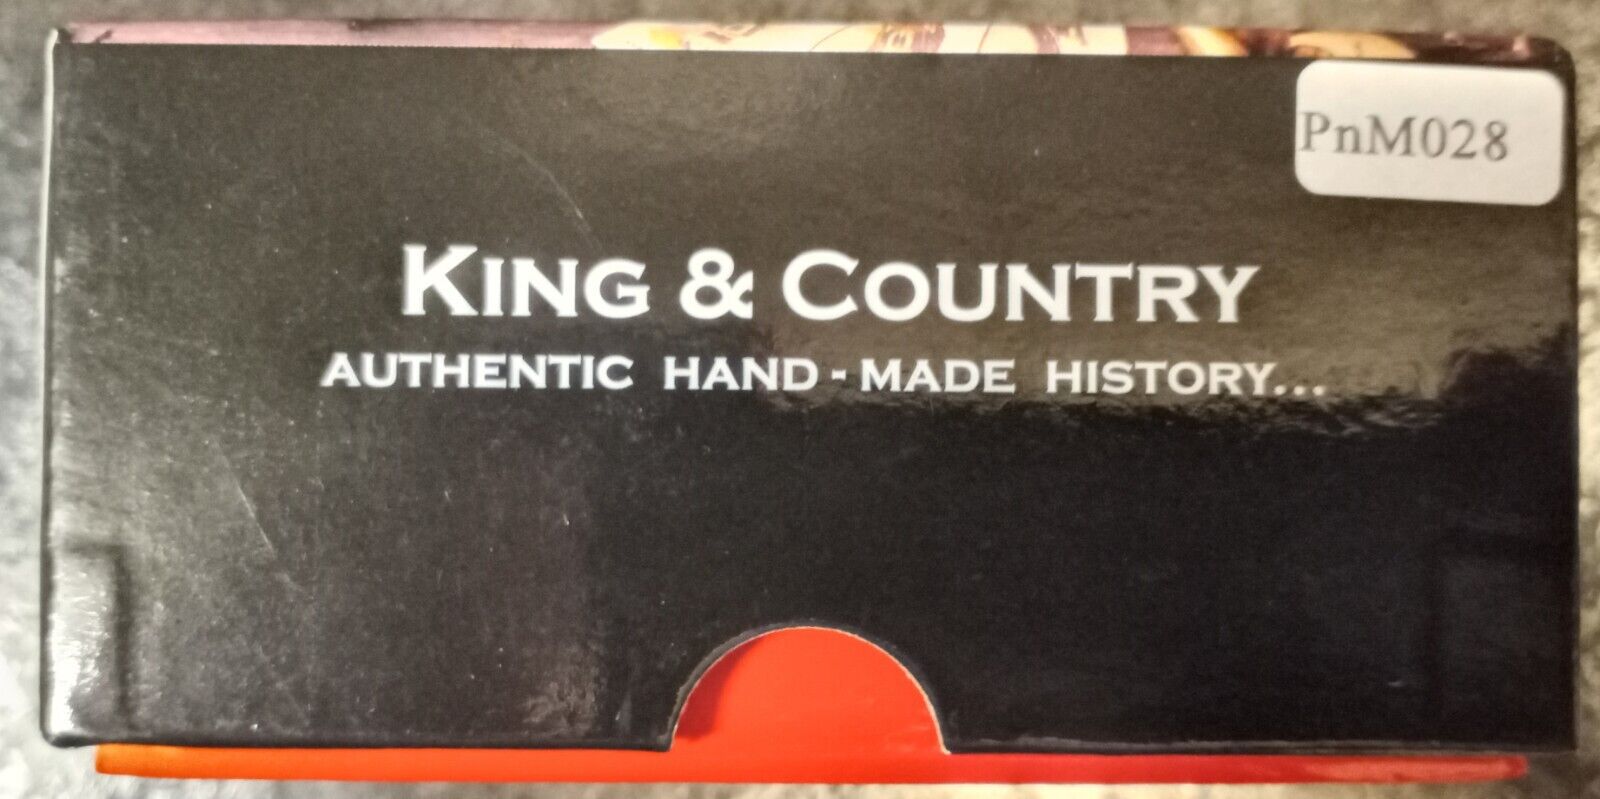 PnM028
KING & COUNTRY
AUTHENTIC HAND-MADE HISTORY...